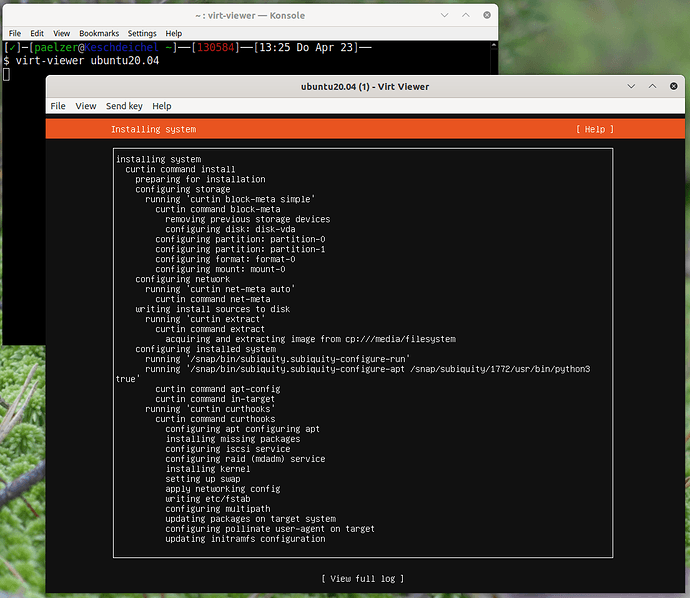 ~ : virt-viewer — Konsole
File Edit View Bookmarks Settings Help
[✓]─[paelzer@Keschdeichel ~]──[130584]──[13:25 Do Apr 23]──
$ virt-viewer ubuntu20.04
ubuntu20.04 (1) - Virt Viewer
File View Send key Help
Installing system [ Help ]
installing system
curtin command install
preparing for installation
configuring storage
running 'curtin block-meta simple'
curtin command block-meta
removing previous storage devices
configuring disk: disk-vda
configuring partition: partition-0
configuring partition: partition-1
configuring format: format-0
configuring mount: mount-0
configuring network
running 'curtin net-meta auto'
curtin command net-meta
writing install sources to disk
running 'curtin extract'
curtin command extract
acquiring and extracting image from cp:///media/filesystem
configuring installed system
running '/snap/bin/subiquity.subiquity-configure-run'
running '/snap/bin/subiquity.subiquity-configure-apt /snap/subiquity/1772/usr/bin/python3
true'
curtin command apt-config
curtin command in-target
running 'curtin curthooks'
curtin command curthooks
configuring apt configuring apt
installing missing packages
configuring iscsi service
configuring raid (mdadm) service
installing kernel
setting up swap
apply networking config
writing etc/fstab
configuring multipath
updating packages on target system
configuring pollinate user-agent on target
updating initramfs configuration
[ View full log ]